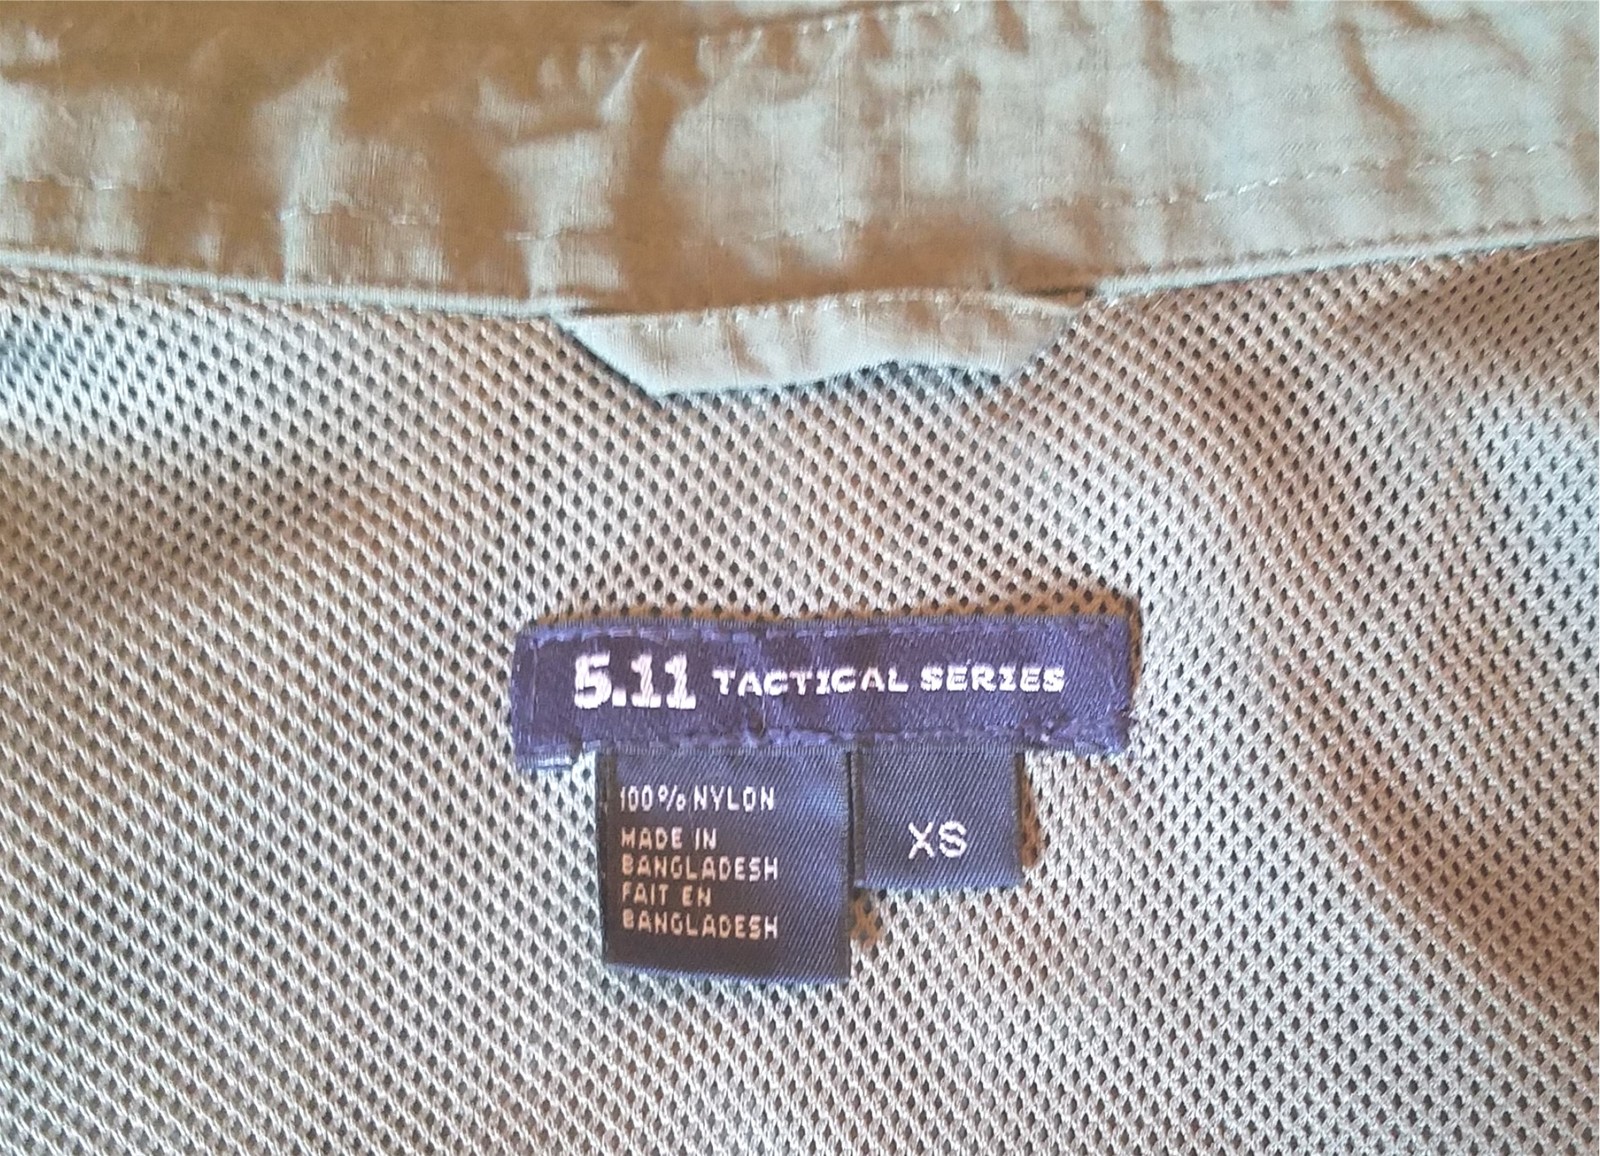 5.11 TACTICAL SERIES
100% NYLON
MADE IN
BANGLADESH
FAIT EN
BANGLADESH
XS